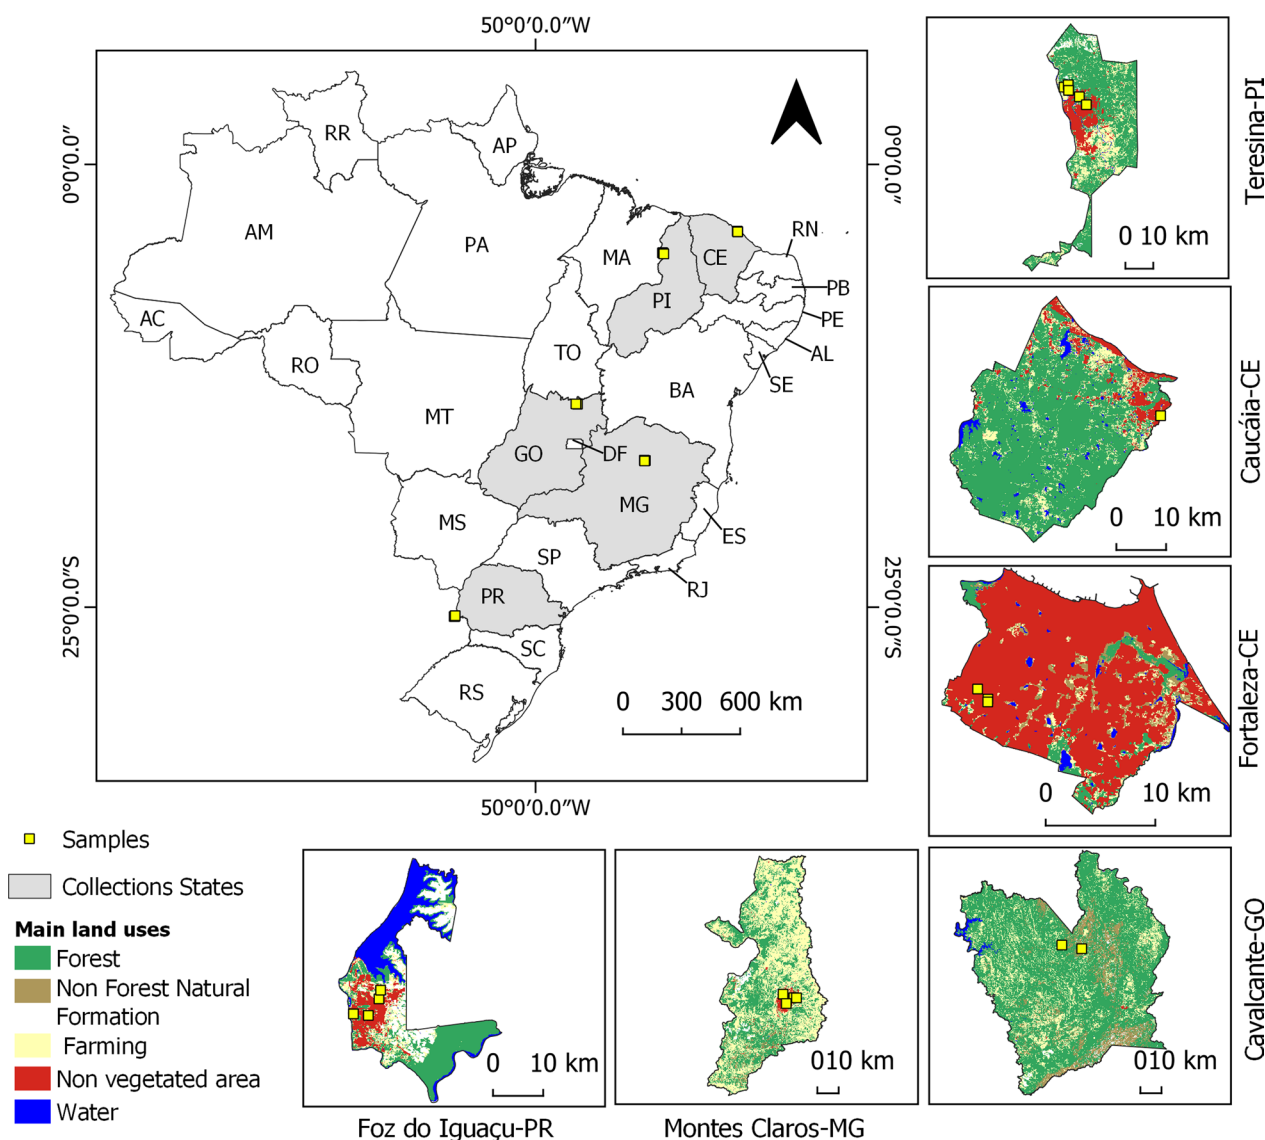 50°0′0.0″W
0°0′0.0″
0°0′0.0″
25°0′0.0″S
25°0′0.0″S
50°0′0.0″W
RR
AP
AM
PA
MA
CE
RN
PI
PB
PE
AC
RO
TO
AL
SE
BA
MT
GO
DF
MG
MS
ES
SP
RJ
PR
SC
RS
0 300 600 km
Teresina-PI
0 10 km
Caucáia-CE
0 10 km
Fortaleza-CE
0 10 km
Cavalcante-GO
010 km
Samples
Collections States
Main land uses
Forest
Non Forest Natural
Formation
Farming
Non vegetated area
Water
0 10 km
Foz do Iguaçu-PR
010 km
Montes Claros-MG